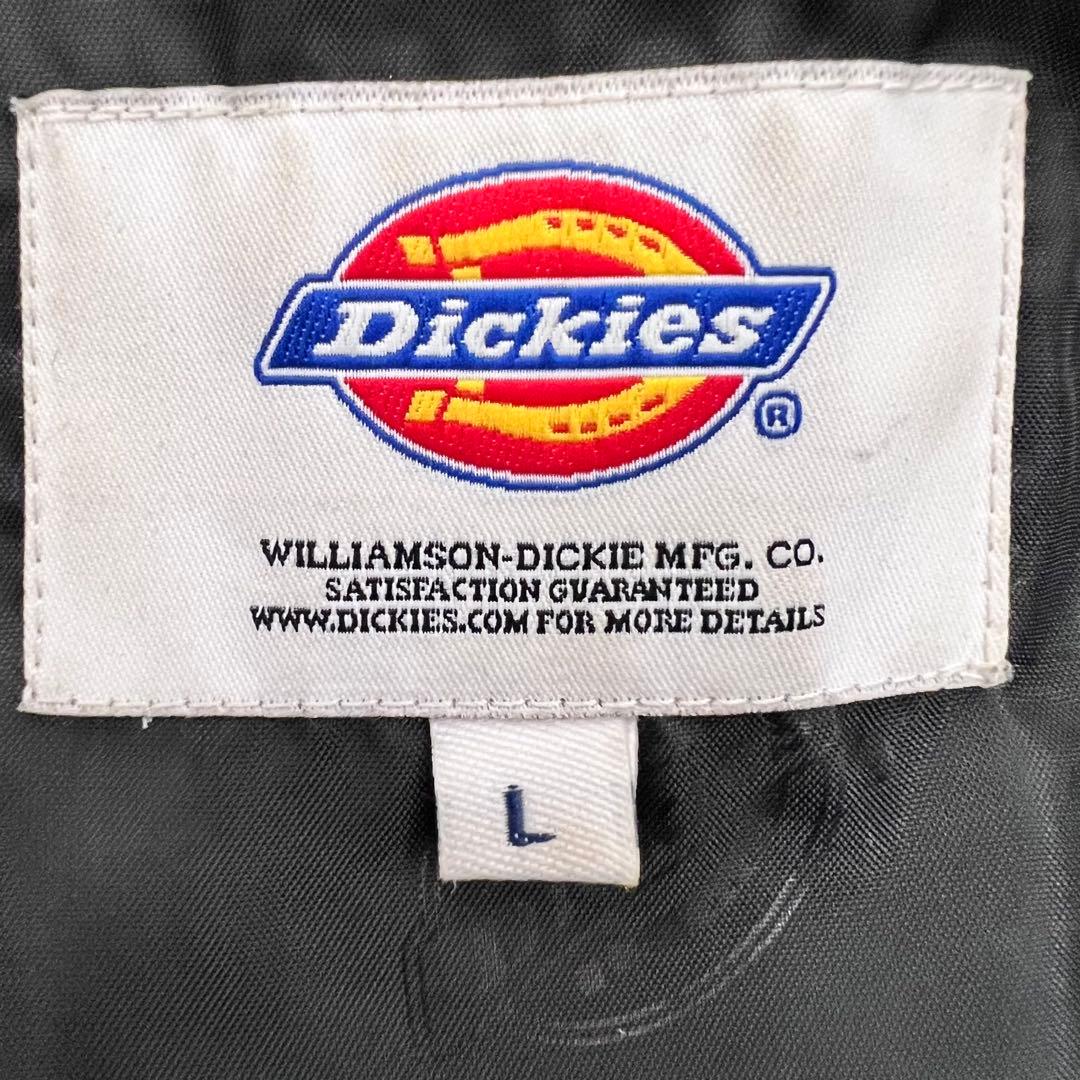 Dickies
®
WILLIAMSON-DICKIE MFG. CO.
SATISFACTION GUARANTEED
WWW.DICKIES.COM FOR MORE DETAILS
L